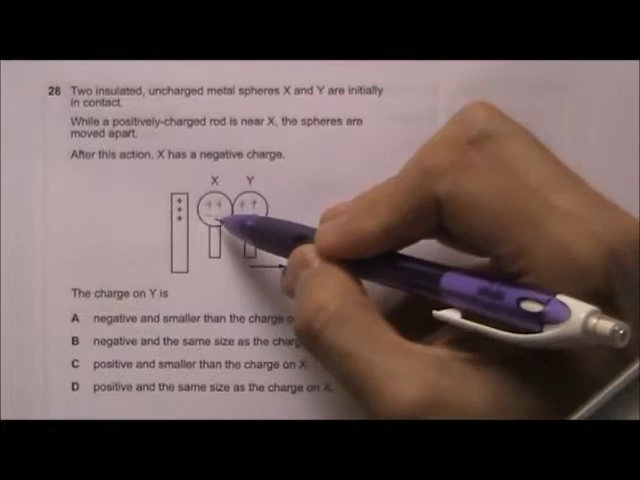 28 Two insulated, uncharged metal spheres X and Y are initially
in contact.
While a positively-charged rod is near X, the spheres are
moved apart.
After this action, X has a negative charge.
X Y
+
+
+
+ + + +
The charge on Y is
A negative and smaller than the charge
B negative and the same size as the
C positive and smaller than the charge on X.
D positive and the same size as the charge on X.